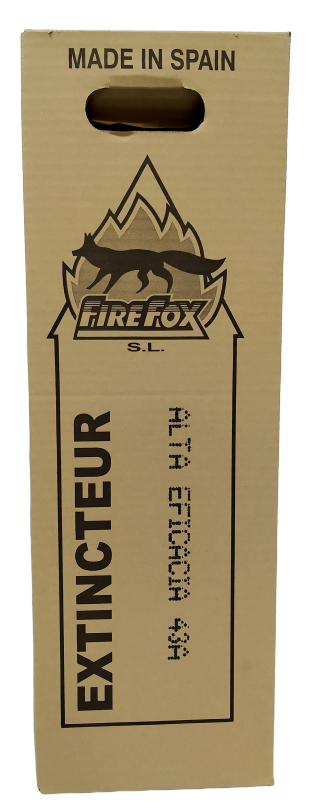 MADE IN SPAIN
FIREFOX
S.L.
EXTINCTEUR
ALTA EFICACIA 43A